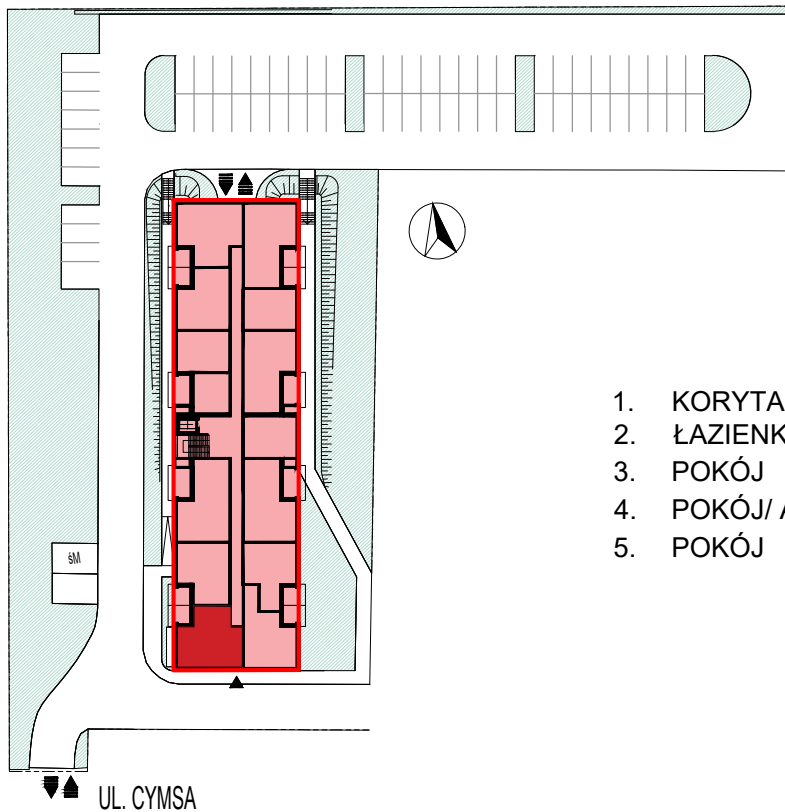 1. KORYTA
2. ŁAZIENK
3. POKÓJ
4. POKÓJ/ A
5. POKÓJ
śM
UL. CYMSA